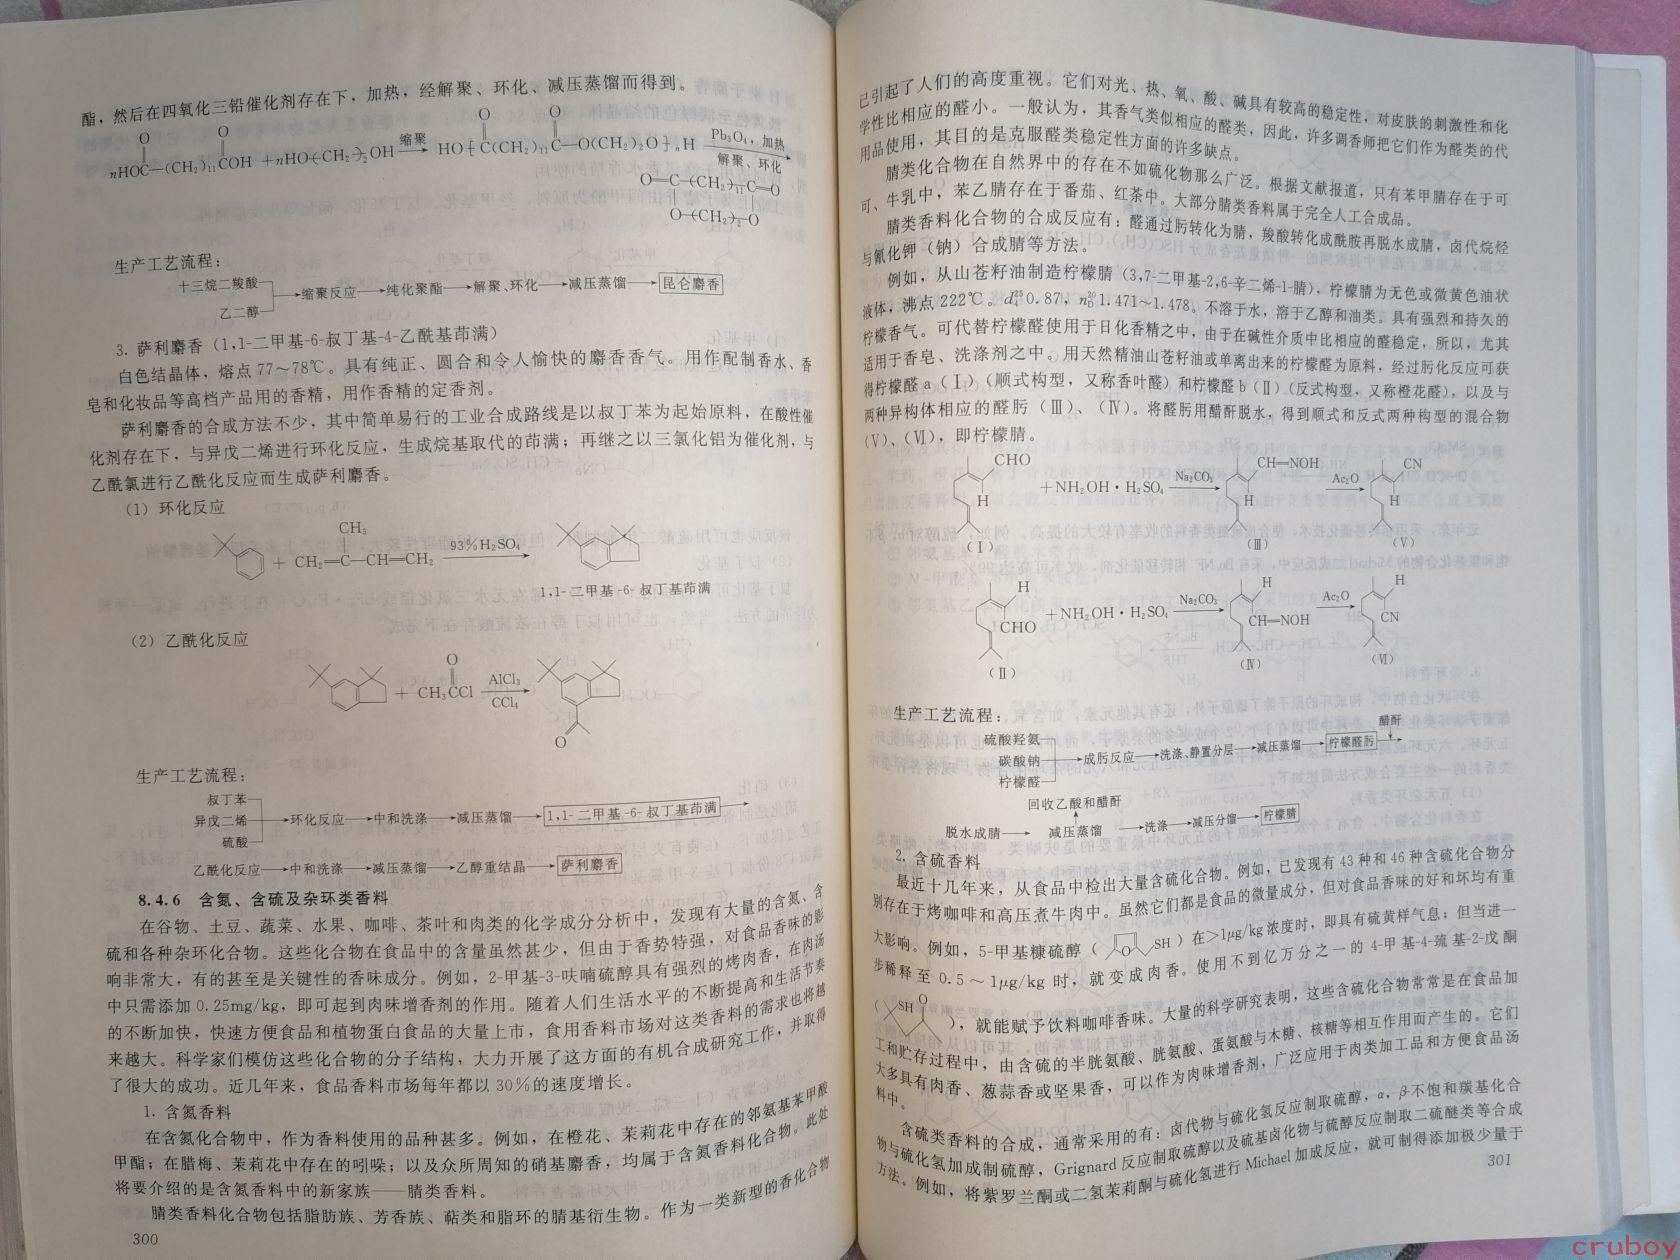 酯，然后在四氧化三铅催化剂存在下，加热，经解聚、环化、减压蒸馏而得到。
O O O O
nHOC—(CH₂)₁₁COH + nHO(CH₂)₂OH 缩聚 HO[C(CH₂)₁₁C—O(CH₂)₂O]ₙH Pb₃O₄，加热 解聚、环化
O=C(CH₂)₁₁C=O
O(CH₂)₂O
生产工艺流程：
十三烷二羧酸
乙二醇
缩聚反应→纯化聚酯→解聚、环化→减压蒸馏→昆仑麝香
3. 萨利麝香（1,1-二甲基-6-叔丁基-4-乙酰基茚满）
白色结晶体，熔点 77～78℃。具有纯正、圆合和令人愉快的麝香香气。用作配制香水、香
皂和化妆品等高档产品用的香精，用作香精的定香剂。
萨利麝香的合成方法不少，其中简单易行的工业合成路线是以叔丁苯为起始原料，在酸性催
化剂存在下，与异戊二烯进行环化反应，生成烷基取代的茚满；再继之以三氯化铝为催化剂，与
乙酰氯进行乙酰化反应而生成萨利麝香。
（1）环化反应
CH₃
+ CH₂=C—CH=CH₂ 93%H₂SO₄
1,1-二甲基-6-叔丁基茚满
（2）乙酰化反应
O
+ CH₃CCl AlCl₃ CCl₄
O
生产工艺流程：
叔丁苯
异戊二烯
硫酸
环化反应→中和洗涤→减压蒸馏→1,1-二甲基-6-叔丁基茚满→
乙酰化反应→中和洗涤→减压蒸馏→乙醇重结晶→萨利麝香
8.4.6 含氮、含硫及杂环类香料
在谷物、土豆、蔬菜、水果、咖啡、茶叶和肉类的化学成分分析中，发现有大量的含氮、含
硫和各种杂环化合物。这些化合物在食品中的含量虽然甚少，但由于香势特强，对食品香味的影
响非常大，有的甚至是关键性的香味成分。例如，2-甲基-3-呋喃硫醇具有强烈的烤肉香，在肉汤
中只需添加 0.25mg/kg，即可起到肉味增香剂的作用。随着人们生活水平的不断提高和生活节奏
的不断加快，快速方便食品和植物蛋白食品的大量上市，食用香料市场对这类香料的需求也将越
来越大。科学家们模仿这些化合物的分子结构，大力开展了这方面的有机合成研究工作，并取得
了很大的成功。近几年来，食品香料市场每年都以 30%的速度增长。
1. 含氮香料
在含氮化合物中，作为香料使用的品种甚多。例如，在橙花、茉莉花中存在的邻氨基苯甲酸
甲酯；在腊梅、茉莉花中存在的吲哚；以及众所周知的硝基麝香，均属于含氮香料化合物。此处
将要介绍的是含氮香料中的新家族——腈类香料。
腈类香料化合物包括脂肪族、芳香族、萜类和脂环的腈基衍生物。作为一类新型的香化合物
300
已引起了人们的高度重视。它们对光、热、氧、酸、碱具有较高的稳定性，对皮肤的刺激性和化
学性比相应的醛小。一般认为，其香气类似相应的醛类，因此，许多调香师把它们作为醛类的代
用品使用，其目的是克服醛类稳定性方面的许多缺点。
腈类化合物在自然界中的存在不如硫化物那么广泛。根据文献报道，只有苯甲腈存在于可
可、牛乳中，苯乙腈存在于番茄、红茶中。大部分腈类香料属于完全人工合成品。
腈类香料化合物的合成反应有：醛通过肟转化为腈，羧酸转化成酰胺再脱水成腈，卤代烷烃
与氰化钾（钠）合成腈等方法。
例如，从山苍籽油制造柠檬腈（3,7-二甲基-2,6-辛二烯-1-腈），柠檬腈为无色或微黄色油状
液体，沸点 222℃。d₄²⁵ 0.87，n_D²⁰ 1.471～1.478。不溶于水，溶于乙醇和油类。具有强烈和持久的
柠檬香气。可代替柠檬醛使用于日化香精之中，由于在碱性介质中比相应的醛稳定，所以，尤其
适用于香皂、洗涤剂之中。用天然精油山苍籽油或单离出来的柠檬醛为原料，经过肟化反应可获
得柠檬醛 a（Ⅰ）（顺式构型，又称香叶醛）和柠檬醛 b（Ⅱ）（反式构型，又称橙花醛），以及与
两种异构体相应的醛肟（Ⅲ）、（Ⅳ）。将醛肟用醋酐脱水，得到顺式和反式两种构型的混合物
（Ⅴ）、（Ⅵ），即柠檬腈。
CHO H +NH₂OH·H₂SO₄ Na₂CO₃ CH=NOH H Ac₂O CN H
（Ⅰ） （Ⅲ） （Ⅴ）
H CHO +NH₂OH·H₂SO₄ Na₂CO₃ H CH=NOH Ac₂O H CN
（Ⅱ） （Ⅳ） （Ⅵ）
生产工艺流程：
硫酸羟氨
碳酸钠
柠檬醛
成肟反应→洗涤、静置分层→减压蒸馏→柠檬醛肟 醋酐
回收乙酸和醋酐
脱水成腈→减压蒸馏→洗涤→减压分馏→柠檬腈
2. 含硫香料
最近十几年来，从食品中检出大量含硫化合物。例如，已发现有 43 种和 46 种含硫化合物分
别存在于烤咖啡和高压煮牛肉中。虽然它们都是食品的微量成分，但对食品香味的好和坏均有重
大影响。例如，5-甲基糠硫醇（ O SH ）在>1μg/kg 浓度时，即具有硫黄样气息；但当进一
步稀释至 0.5～1μg/kg 时，就变成肉香。使用不到亿万分之一的 4-甲基-4-巯基-2-戊酮
（ SH O ），就能赋予饮料咖啡香味。大量的科学研究表明，这些含硫化合物常常是在食品加
工和贮存过程中，由含硫的半胱氨酸、胱氨酸、蛋氨酸与木糖、核糖等相互作用而产生的。它们
大多具有肉香、葱蒜香或坚果香，可以作为肉味增香剂，广泛应用于肉类加工品和方便食品汤
料中。
含硫类香料的合成，通常采用的有：卤代物与硫化氢反应制取硫醇，α，β-不饱和羰基化合
物与硫化氢加成制硫醇，Grignard 反应制取硫醇以及硫基卤化物与硫醇反应制取二硫醚类等合成
方法。例如，将紫罗兰酮或二氢茉莉酮与硫化氢进行 Michael 加成反应，就可制得添加极少量于
301
cruboy